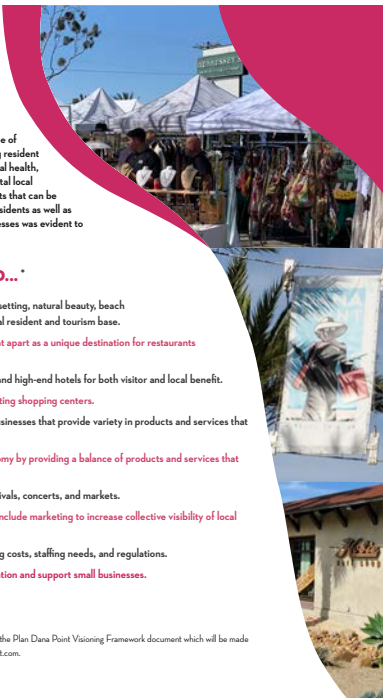 e of
g resident
al health,
tal local
ts that can be
sidents as well as
esses was evident to
o... *
setting, natural beauty, beach
al resident and tourism base.
nt apart as a unique destination for restaurants
and high-end hotels for both visitor and local benefit.
ting shopping centers.
usinesses that provide variety in products and services that
omy by providing a balance of products and services that
ivals, concerts, and markets.
include marketing to increase collective visibility of local
g costs, staffing needs, and regulations.
ation and support small businesses.
the Plan Dana Point Visioning Framework document which will be made
t.com.